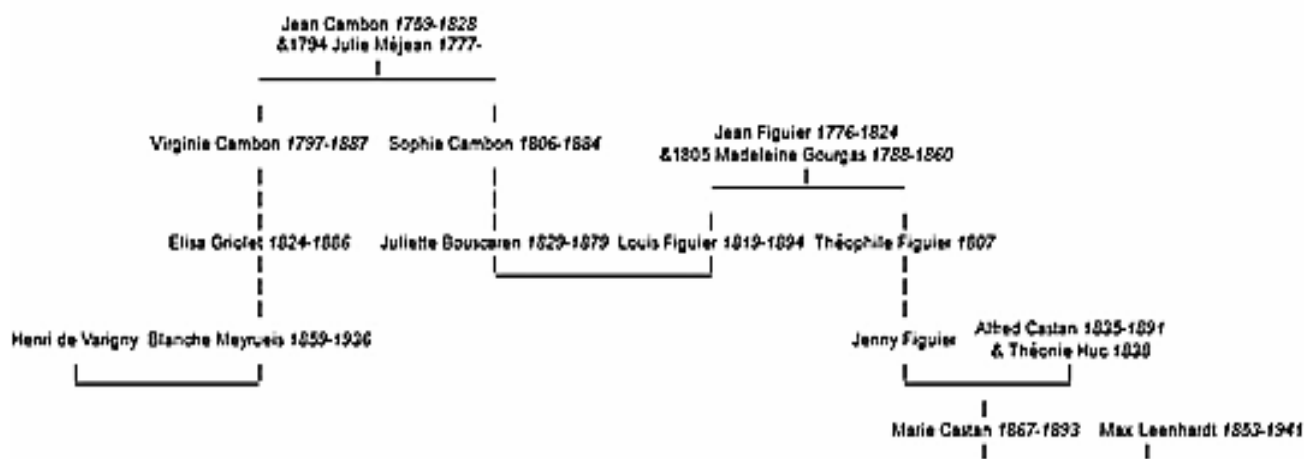 Jean Cambon 1769-1828
&1794 Julie Méjean 1777-
Virginie Cambon 1797-1887 Sophie Cambon 1806-1884
Jean Figuier 1776-1824
&1805 Madeleine Gourgas 1788-1860
Elisa Griolet 1824-1886 Juliette Bouscaren 1829-1879 Louis Figuier 1819-1894 Théophile Figuier 1807
Henri de Varigny Blanche Meyrueis 1859-1936 Jenny Figuier
Alfred Castan 1835-1891
& Théonie Huc 1838
Marie Castan 1867-1893 Max Leenhardt 1853-1941